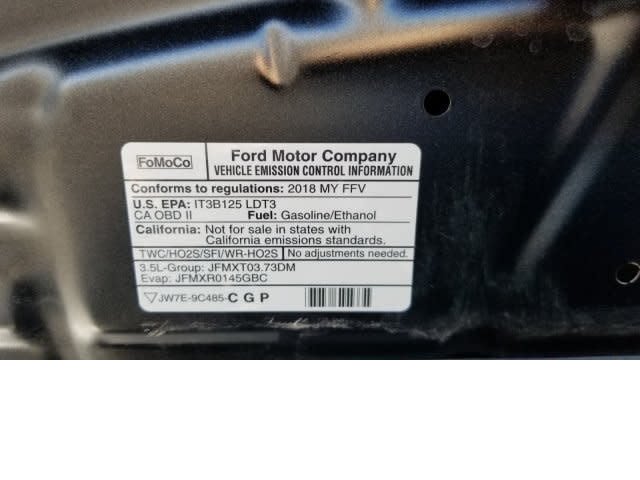 FoMoCo
Ford Motor Company
VEHICLE EMISSION CONTROL INFORMATION
Conforms to regulations: 2018 MY FFV
U.S. EPA: IT3B125 LDT3
CA OBD II Fuel: Gasoline/Ethanol
California: Not for sale in states with
California emissions standards.
TWC/HO2S/SFI/WR-HO2S No adjustments needed.
3.5L-Group: JFMXT03.73DM
Evap: JFMXR0145GBC
JW7E-9C485-C G P